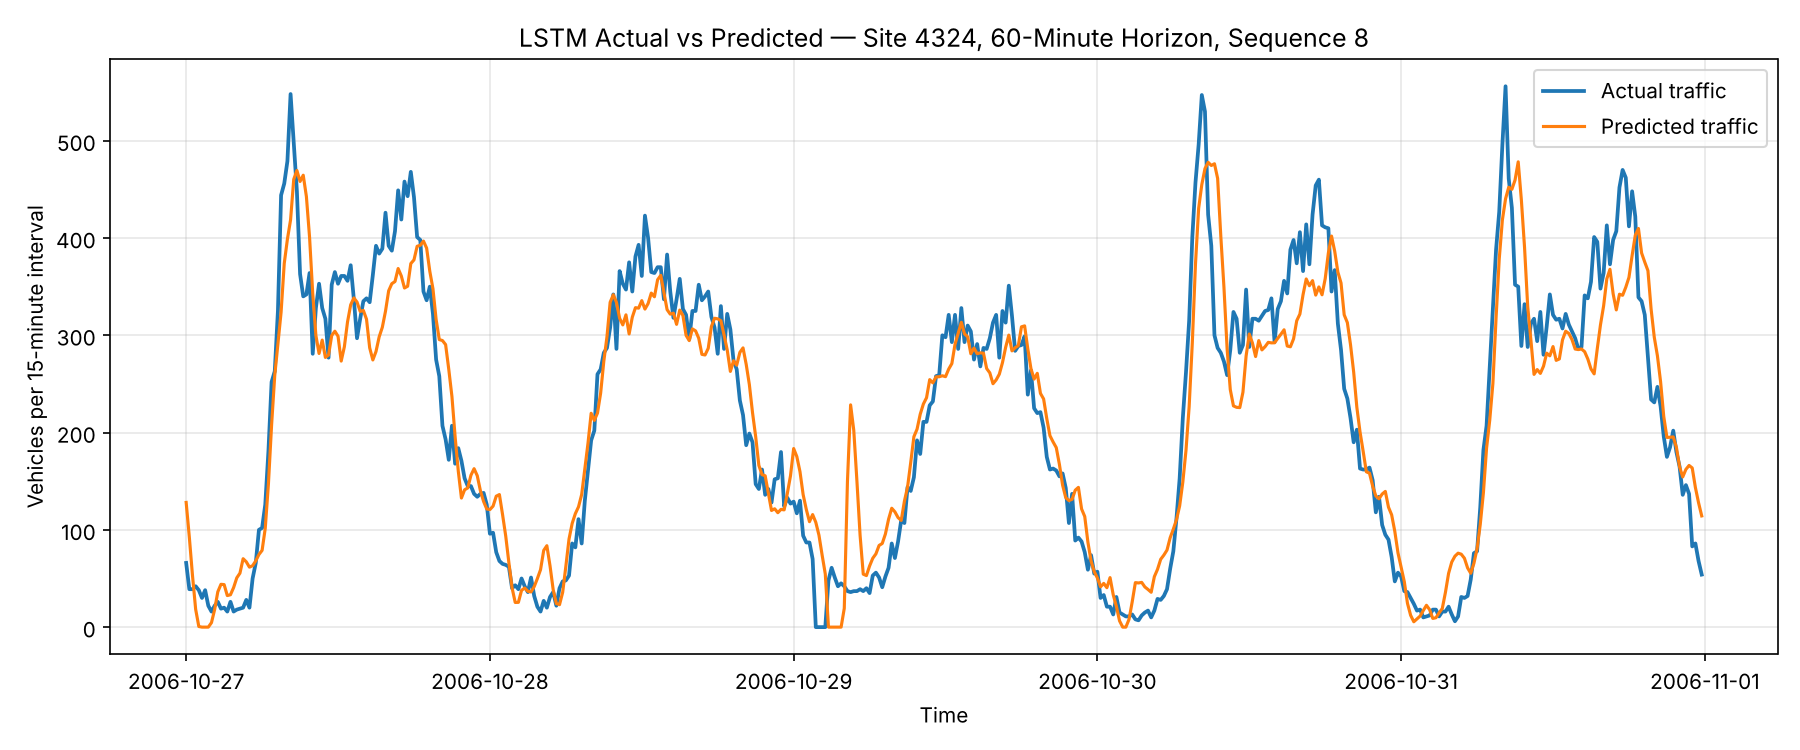 LSTM Actual vs Predicted — Site 4324, 60-Minute Horizon, Sequence 8
Actual traffic
Predicted traffic
Vehicles per 15-minute interval
500
400
300
200
100
0
2006-10-27 2006-10-28 2006-10-29 2006-10-30 2006-10-31 2006-11-01
Time